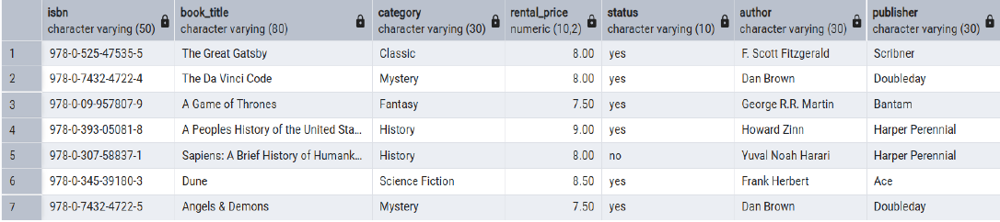 isbn book_title category rental_price status author publisher
character varying (50) character varying (80) character varying (30) numeric (10,2) character varying (10) character varying (30) character varying (30)
1 978-0-525-47535-5 The Great Gatsby Classic 8.00 yes F. Scott Fitzgerald Scribner
2 978-0-7432-4722-4 The Da Vinci Code Mystery 8.00 yes Dan Brown Doubleday
3 978-0-09-957807-9 A Game of Thrones Fantasy 7.50 yes George R.R. Martin Bantam
4 978-0-393-05081-8 A Peoples History of the United Sta... History 9.00 yes Howard Zinn Harper Perennial
5 978-0-307-58837-1 Sapiens: A Brief History of Humank... History 8.00 no Yuval Noah Harari Harper Perennial
6 978-0-345-39180-3 Dune Science Fiction 8.50 yes Frank Herbert Ace
7 978-0-7432-4722-5 Angels & Demons Mystery 7.50 yes Dan Brown Doubleday